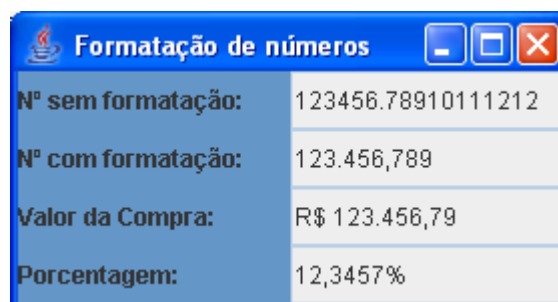 Formatação de números
Nº sem formatação: 123456.78910111212
Nº com formatação: 123.456,789
Valor da Compra: R$ 123.456,79
Porcentagem: 12,3457%